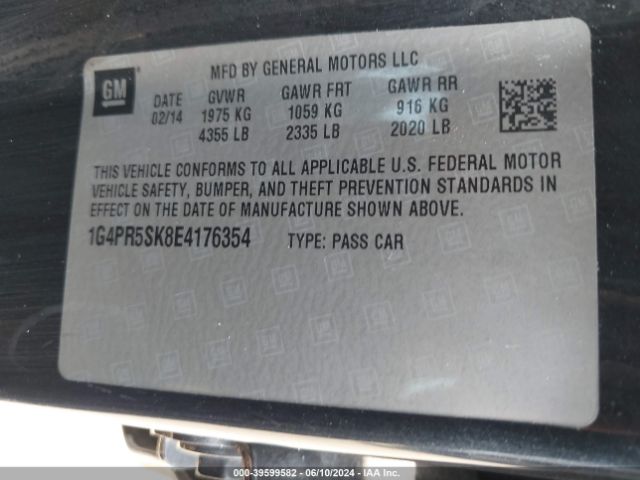 GM
MFD BY GENERAL MOTORS LLC
DATE GVWR GAWR FRT GAWR RR
02/14 1975 KG 1059 KG 916 KG
4355 LB 2335 LB 2020 LB
THIS VEHICLE CONFORMS TO ALL APPLICABLE U.S. FEDERAL MOTOR
VEHICLE SAFETY, BUMPER, AND THEFT PREVENTION STANDARDS IN
EFFECT ON THE DATE OF MANUFACTURE SHOWN ABOVE.
1G4PR5SK8E4176354 TYPE: PASS CAR
000-39599582 - 06/10/2024 - IAA Inc.